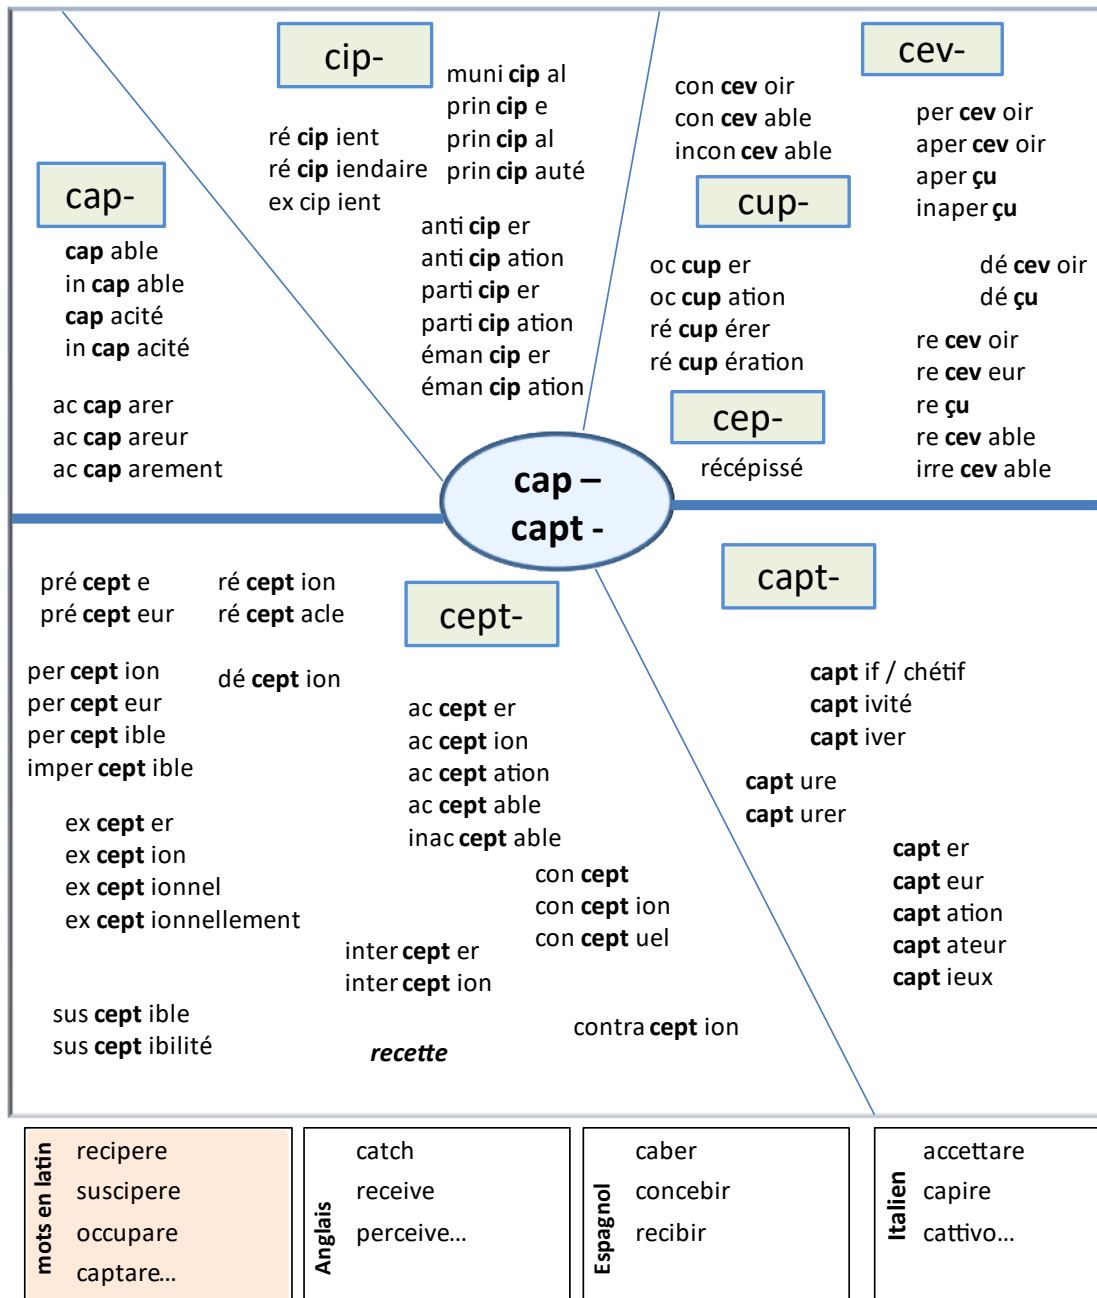 cap-
cap able
in cap able
cap acité
in cap acité
ac cap arer
ac cap areur
ac cap arement
cip-
muni cip al
prin cip e
prin cip al
prin cip auté
ré cip ient
ré cip iendaire
ex cip ient
anti cip er
anti cip ation
parti cip er
parti cip ation
éman cip er
éman cip ation
cev-
con cev oir
con cev able
incon cev able
per cev oir
aper cev oir
aper çu
inaper çu
dé cev oir
dé çu
re cev oir
re cev eur
re çu
re cev able
irre cev able
cup-
oc cup er
oc cup ation
ré cup érer
ré cup ération
cep-
récépissé
cap –
capt -
pré cept e
pré cept eur
ré cept ion
ré cept acle
cept-
per cept ion
per cept eur
per cept ible
imper cept ible
dé cept ion
ac cept er
ac cept ion
ac cept ation
ac cept able
inac cept able
ex cept er
ex cept ion
ex cept ionnel
ex cept ionnellement
con cept
con cept ion
con cept uel
inter cept er
inter cept ion
sus cept ible
sus cept ibilité
recette
contra cept ion
capt-
capt if / chétif
capt ivité
capt iver
capt ure
capt urer
capt er
capt eur
capt ation
capt ateur
capt ieux
mots en latin
recipere
suscipere
occupare
captare...
Anglais
catch
receive
perceive...
Espagnol
caber
concebir
recibir
Italien
accettare
capire
cattivo...